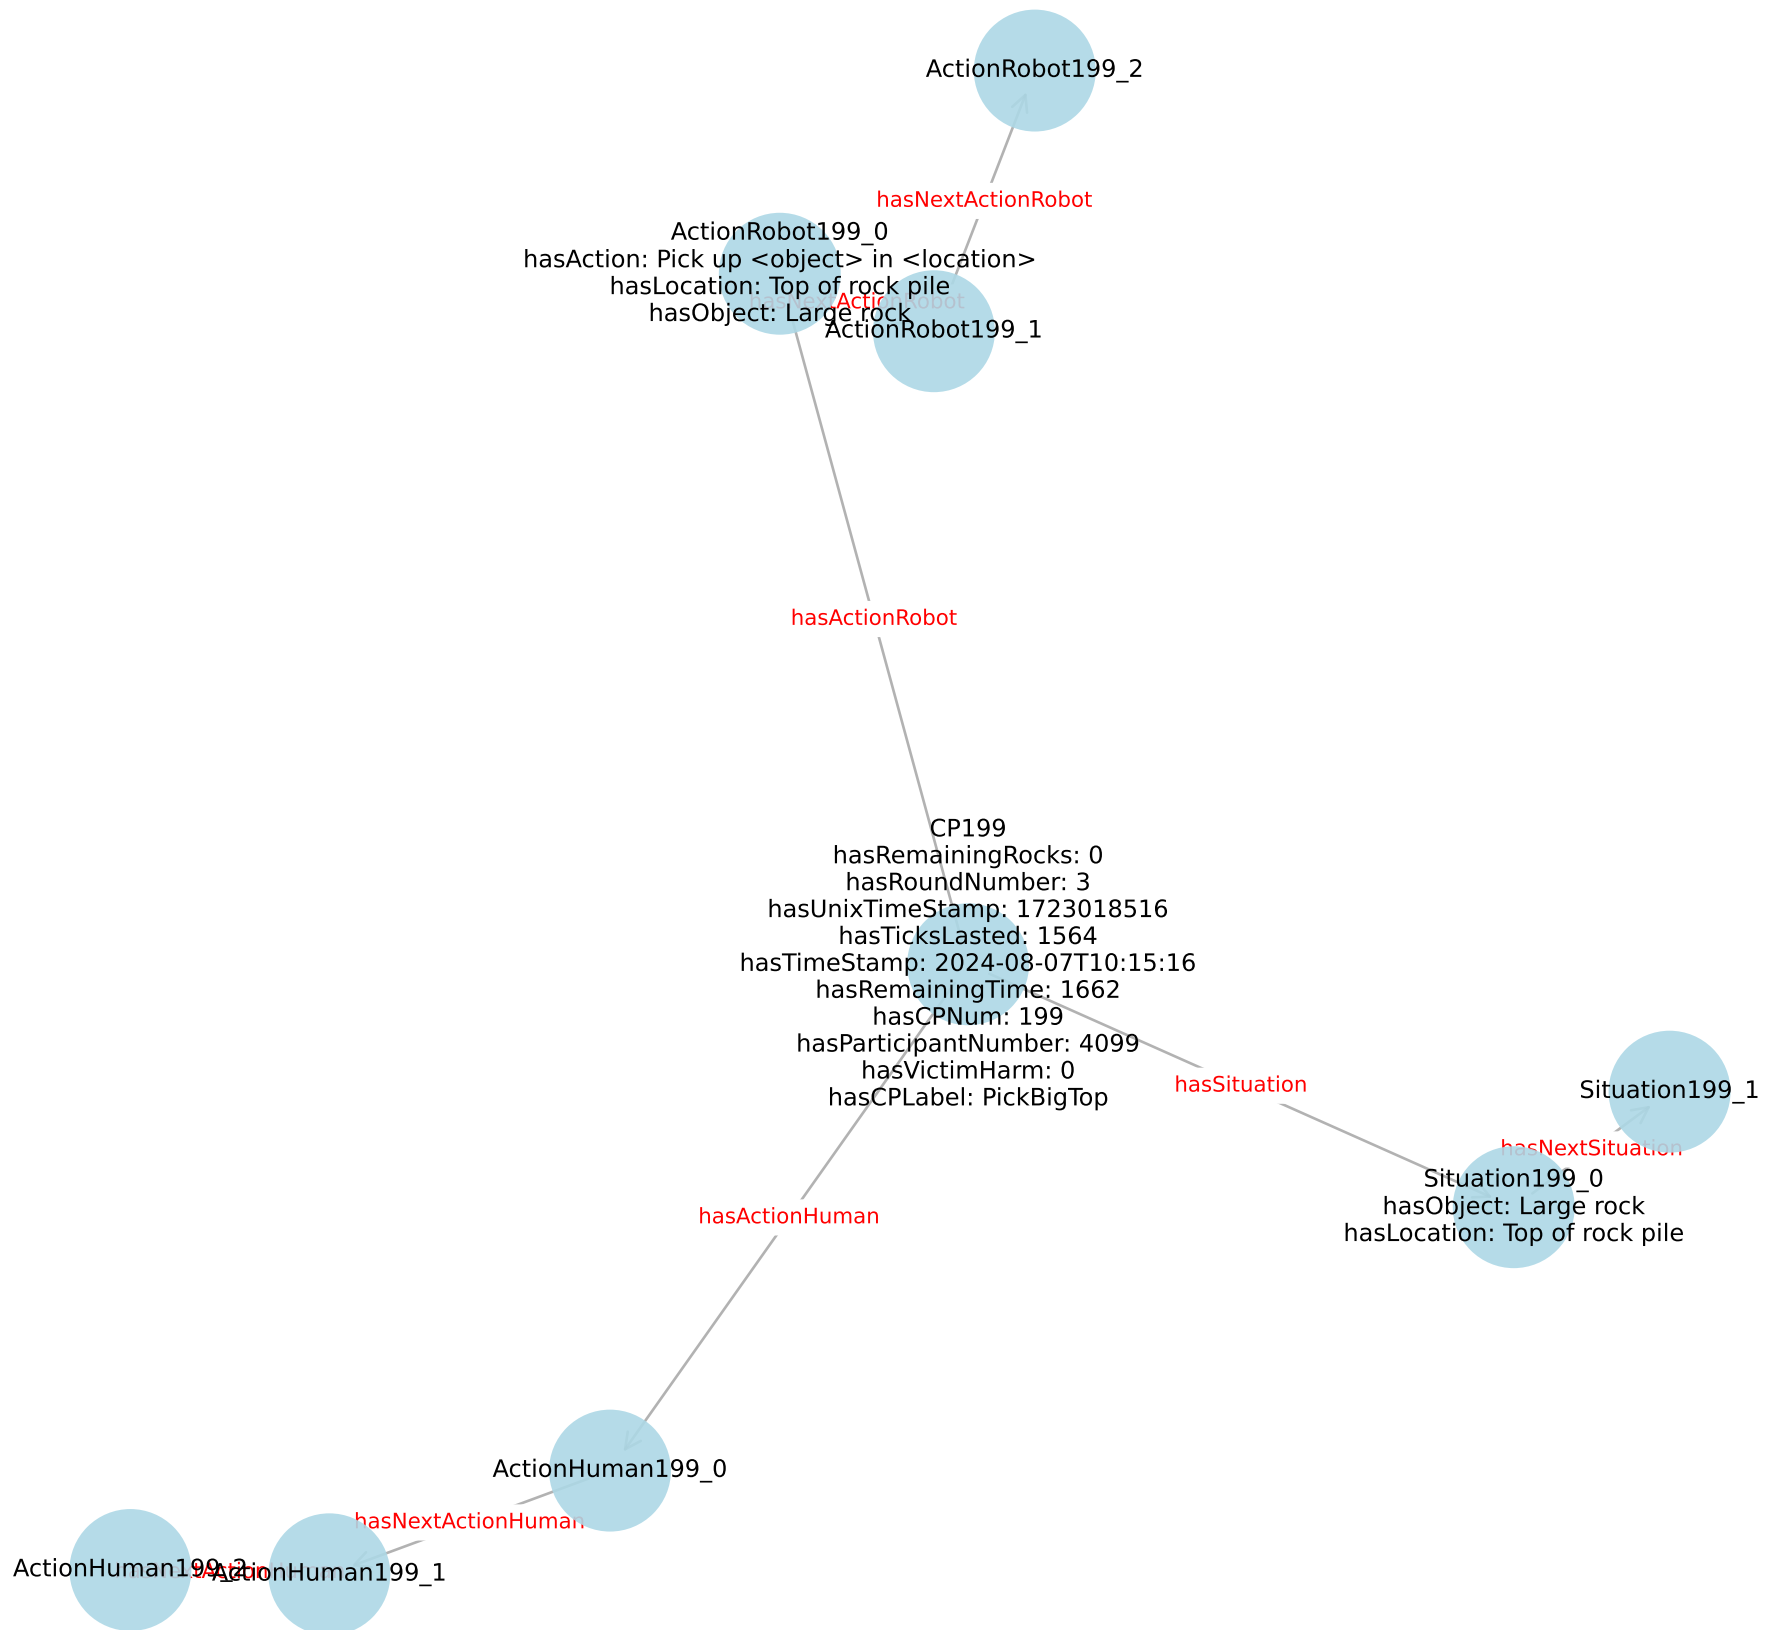 ActionRobot199_2
hasNextActionRobot
ActionRobot199_0
hasAction: Pick up <object> in <location>
hasLocation: Top of rock pile
hasNextActionRobot
hasObject: Large rock
ActionRobot199_1
hasActionRobot
CP199
hasRemainingRocks: 0
hasRoundNumber: 3
hasUnixTimeStamp: 1723018516
hasTicksLasted: 1564
hasTimeStamp: 2024-08-07T10:15:16
hasRemainingTime: 1662
hasCPNum: 199
hasParticipantNumber: 4099
hasVictimHarm: 0
hasCPLabel: PickBigTop
hasSituation
Situation199_1
hasNextSituation
Situation199_0
hasObject: Large rock
hasLocation: Top of rock pile
hasActionHuman
ActionHuman199_0
hasNextActionHuman
ActionHuman199_2
ActionHuman199_1